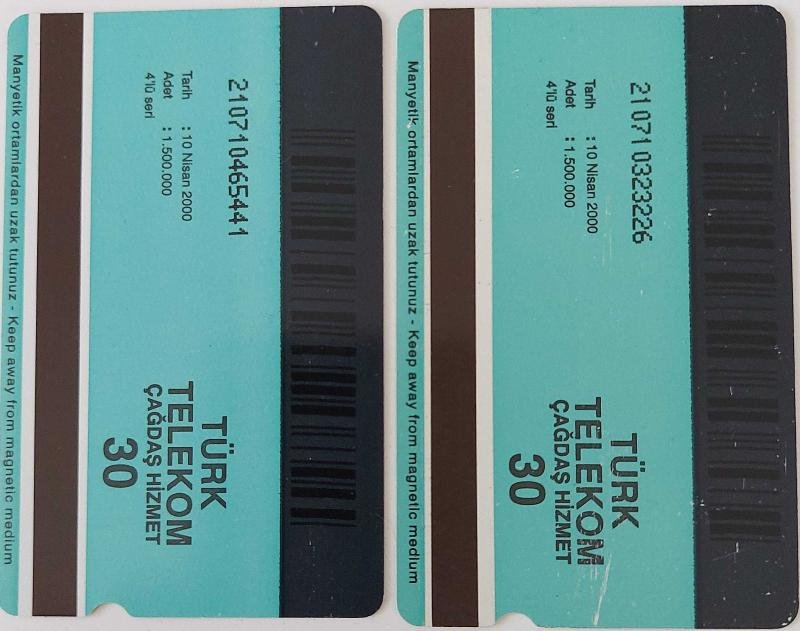 210710465441
Tarih : 10 Nisan 2000
Adet : 1.500.000
4'lü seri
TÜRK
TELEKOM
ÇAĞDAŞ HİZMET
30
Manyetik ortamlardan uzak tutunuz - Keep away from magnetic medium
210710323226
Tarih : 10 Nisan 2000
Adet : 1.500.000
4'lü seri
TÜRK
TELEKOM
ÇAĞDAŞ HİZMET
30
Manyetik ortamlardan uzak tutunuz - Keep away from magnetic medium